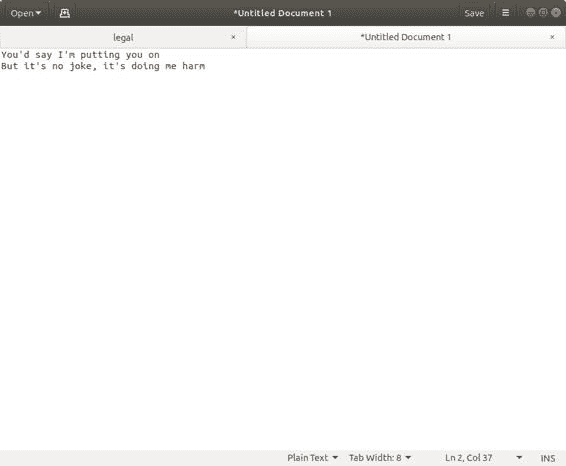 Open
*Untitled Document 1
Save
legal
*Untitled Document 1
You'd say I'm putting you on
But it's no joke, it's doing me harm
Plain Text
Tab Width: 8
Ln 2, Col 37
INS